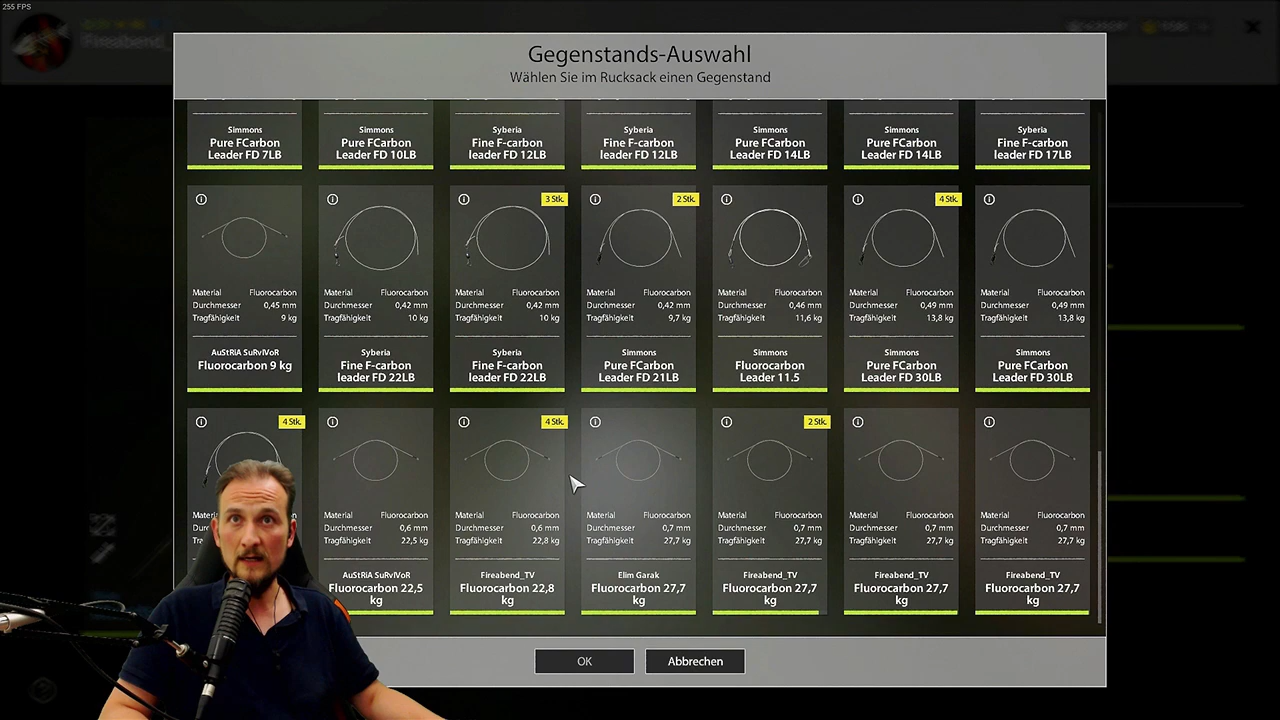 255 FPS
Fireabend_
Gegenstands-Auswahl
Wählen Sie im Rucksack einen Gegenstand
Simmons
Pure FCarbon
Leader FD 7LB
Simmons
Pure FCarbon
Leader FD 10LB
Syberia
Fine F-carbon
leader FD 12LB
Syberia
Fine F-carbon
leader FD 12LB
Simmons
Pure FCarbon
Leader FD 14LB
Simmons
Pure FCarbon
Leader FD 14LB
Syberia
Fine F-carbon
leader FD 17LB
Material Fluorocarbon
Durchmesser 0,45 mm
Tragfähigkeit 9 kg
AuStRiA SuRvIVoR
Fluorocarbon 9 kg
Material Fluorocarbon
Durchmesser 0,42 mm
Tragfähigkeit 10 kg
Syberia
Fine F-carbon
leader FD 22LB
3 Stk.
Material Fluorocarbon
Durchmesser 0,42 mm
Tragfähigkeit 10 kg
Syberia
Fine F-carbon
leader FD 22LB
2 Stk.
Material Fluorocarbon
Durchmesser 0,42 mm
Tragfähigkeit 9,7 kg
Simmons
Pure FCarbon
Leader FD 21LB
Material Fluorocarbon
Durchmesser 0,46 mm
Tragfähigkeit 11,6 kg
Simmons
Fluorocarbon
Leader 11.5
4 Stk.
Material Fluorocarbon
Durchmesser 0,49 mm
Tragfähigkeit 13,8 kg
Simmons
Pure FCarbon
Leader FD 30LB
Material Fluorocarbon
Durchmesser 0,49 mm
Tragfähigkeit 13,8 kg
Simmons
Pure FCarbon
Leader FD 30LB
4 Stk.
Material Fluorocarbon
Durchmesser 0,6 mm
Tragfähigkeit 22,5 kg
AuStRiA SuRvIVoR
Fluorocarbon 22,5
kg
4 Stk.
Material Fluorocarbon
Durchmesser 0,6 mm
Tragfähigkeit 22,8 kg
Fireabend_TV
Fluorocarbon 22,8
kg
Material Fluorocarbon
Durchmesser 0,7 mm
Tragfähigkeit 27,7 kg
Elim Garak
Fluorocarbon 27,7
kg
2 Stk.
Material Fluorocarbon
Durchmesser 0,7 mm
Tragfähigkeit 27,7 kg
Fireabend_TV
Fluorocarbon 27,7
kg
Material Fluorocarbon
Durchmesser 0,7 mm
Tragfähigkeit 27,7 kg
Fireabend_TV
Fluorocarbon 27,7
kg
Material Fluorocarbon
Durchmesser 0,7 mm
Tragfähigkeit 27,7 kg
Fireabend_TV
Fluorocarbon 27,7
kg
OK
Abbrechen